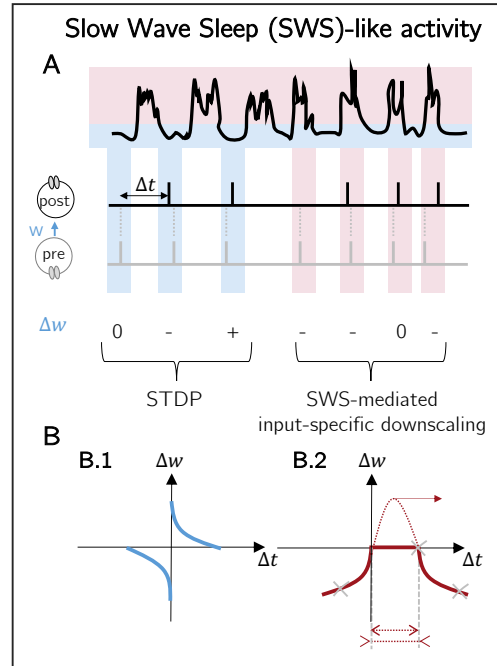 Slow Wave Sleep (SWS)-like activity
A
Δt
post
w
pre
Δw 0 - - + - - 0 -
STDP
SWS-mediated
input-specific downscaling
B
B.1 Δw
Δt
B.2 Δw
Δt